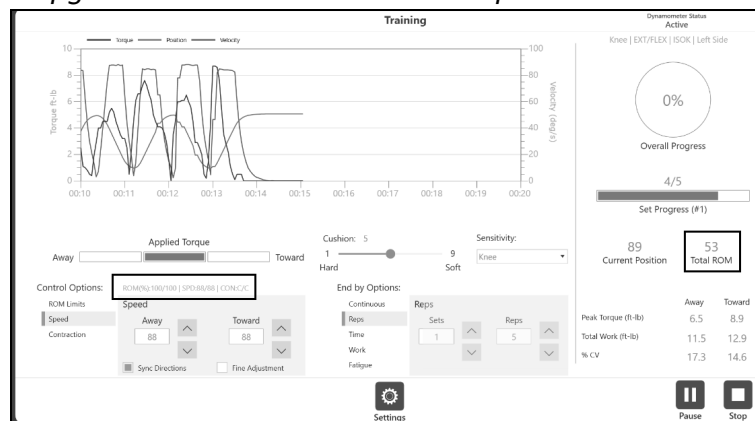 Training
Dynamometer Status
Active
Knee | EXT/FLEX | ISOK | Left Side
Torque Position Velocity
Torque ft-lb
10
8
6
4
2
0
100
80
60
40
20
0
Velocity (deg/s)
00:10 00:11 00:12 00:13 00:14 00:15 00:16 00:17 00:18 00:19 00:20
0%
Overall Progress
4/5
Set Progress (#1)
Applied Torque
Away Toward
Cushion: 5
1 9
Hard Soft
Sensitivity:
Knee
89
Current Position
53
Total ROM
Control Options:
ROM(%):100/100 | SPD:88/88 | CON:C/C
ROM Limits
Speed
Contraction
Speed
Away Toward
88 88
Sync Directions Fine Adjustment
End by Options:
Continuous
Reps
Time
Work
Fatigue
Reps
Sets Reps
1 5
Away Toward
Peak Torque (ft-lb) 6.5 8.9
Total Work (ft-lb) 11.5 12.9
% CV 17.3 14.6
Settings
Pause Stop